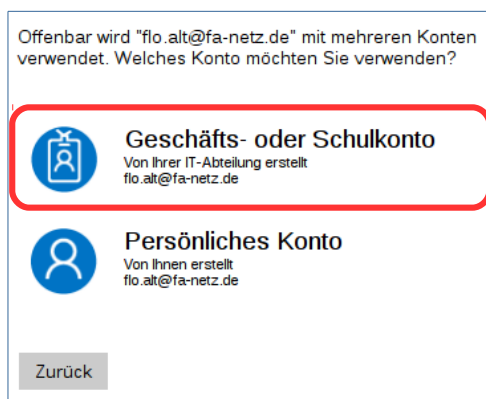 Offenbar wird "flo.alt@fa-netz.de" mit mehreren Konten
verwendet. Welches Konto möchten Sie verwenden?
Geschäfts- oder Schulkonto
Von Ihrer IT-Abteilung erstellt
flo.alt@fa-netz.de
Persönliches Konto
Von Ihnen erstellt
flo.alt@fa-netz.de
Zurück